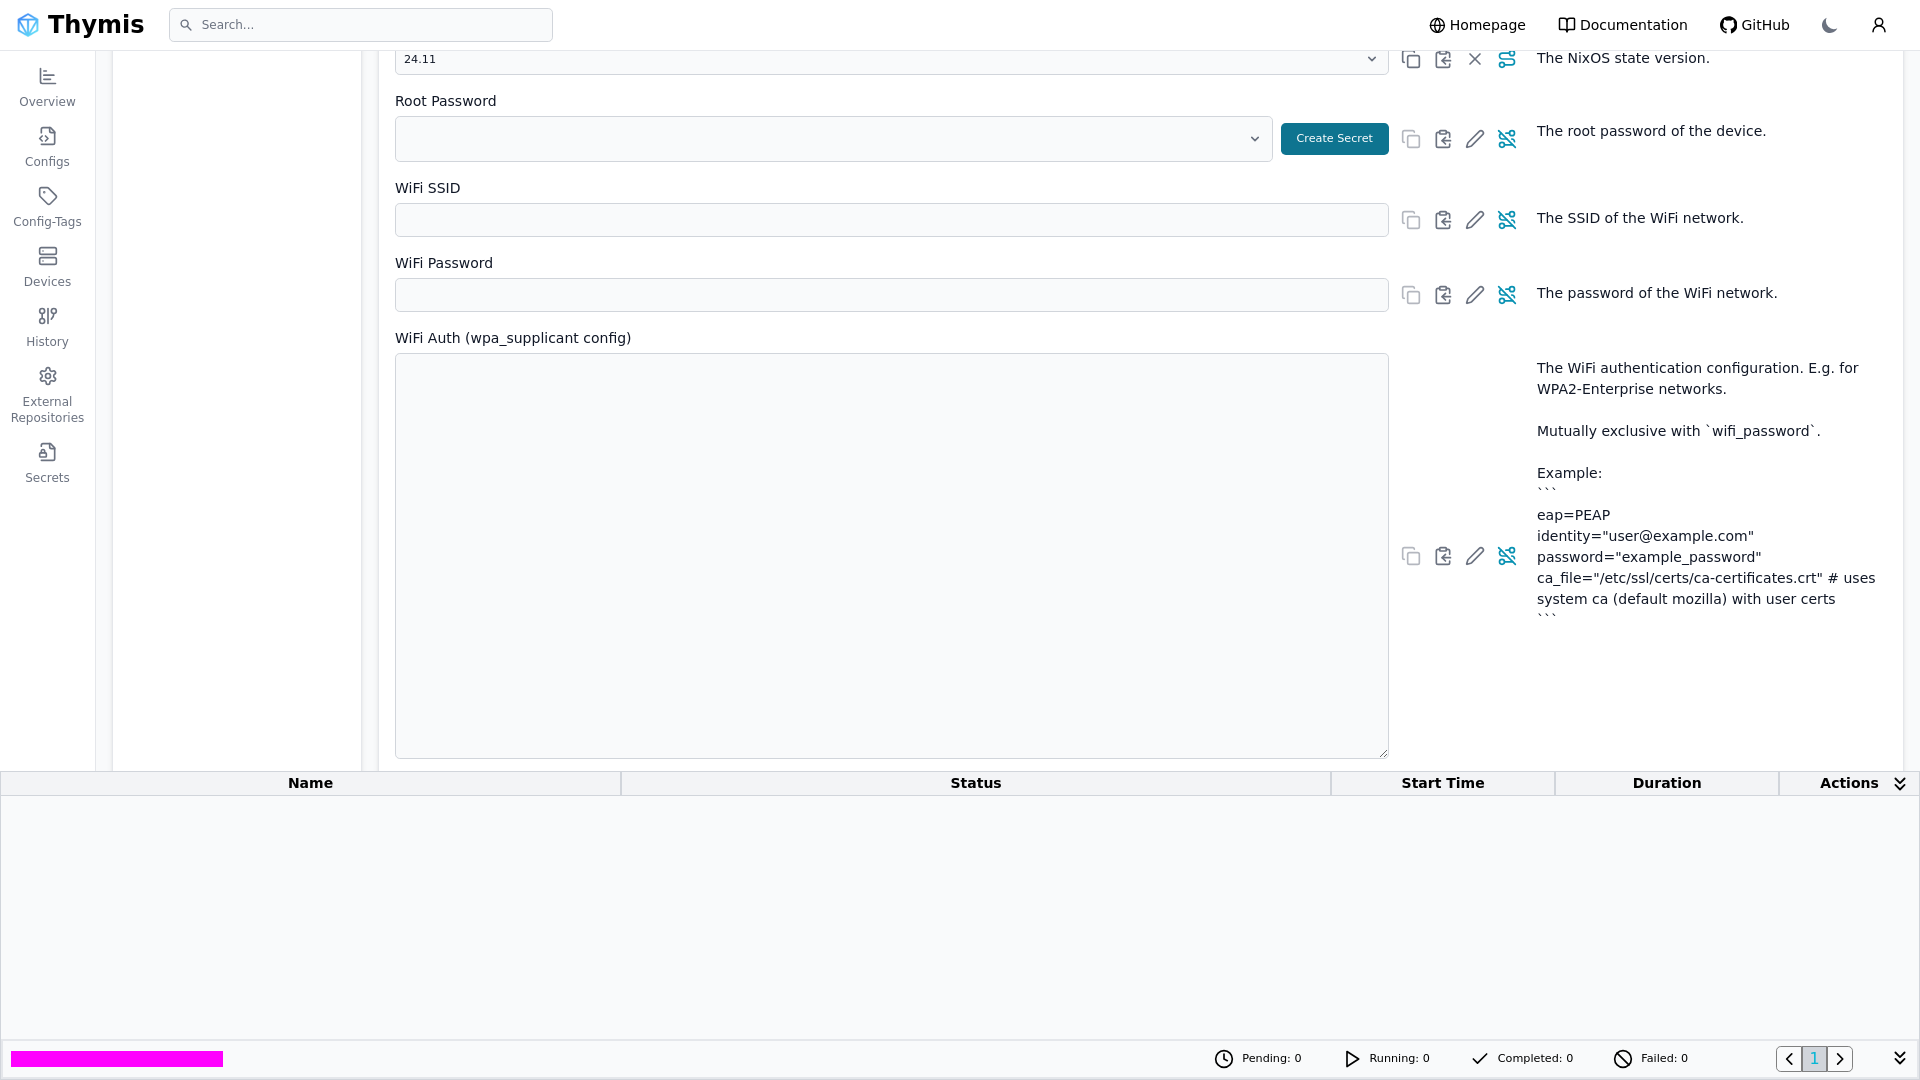 Thymis
Search...
Homepage
Documentation
GitHub
Overview
Configs
Config-Tags
Devices
History
External
Repositories
Secrets
24.11
The NixOS state version.
Root Password
Create Secret
The root password of the device.
WiFi SSID
The SSID of the WiFi network.
WiFi Password
The password of the WiFi network.
WiFi Auth (wpa_supplicant config)
The WiFi authentication configuration. E.g. for
WPA2-Enterprise networks.
Mutually exclusive with `wifi_password`.
Example:
```
eap=PEAP
identity="user@example.com"
password="example_password"
ca_file="/etc/ssl/certs/ca-certificates.crt" # uses
system ca (default mozilla) with user certs
```
Name
Status
Start Time
Duration
Actions
Pending: 0
Running: 0
Completed: 0
Failed: 0
1